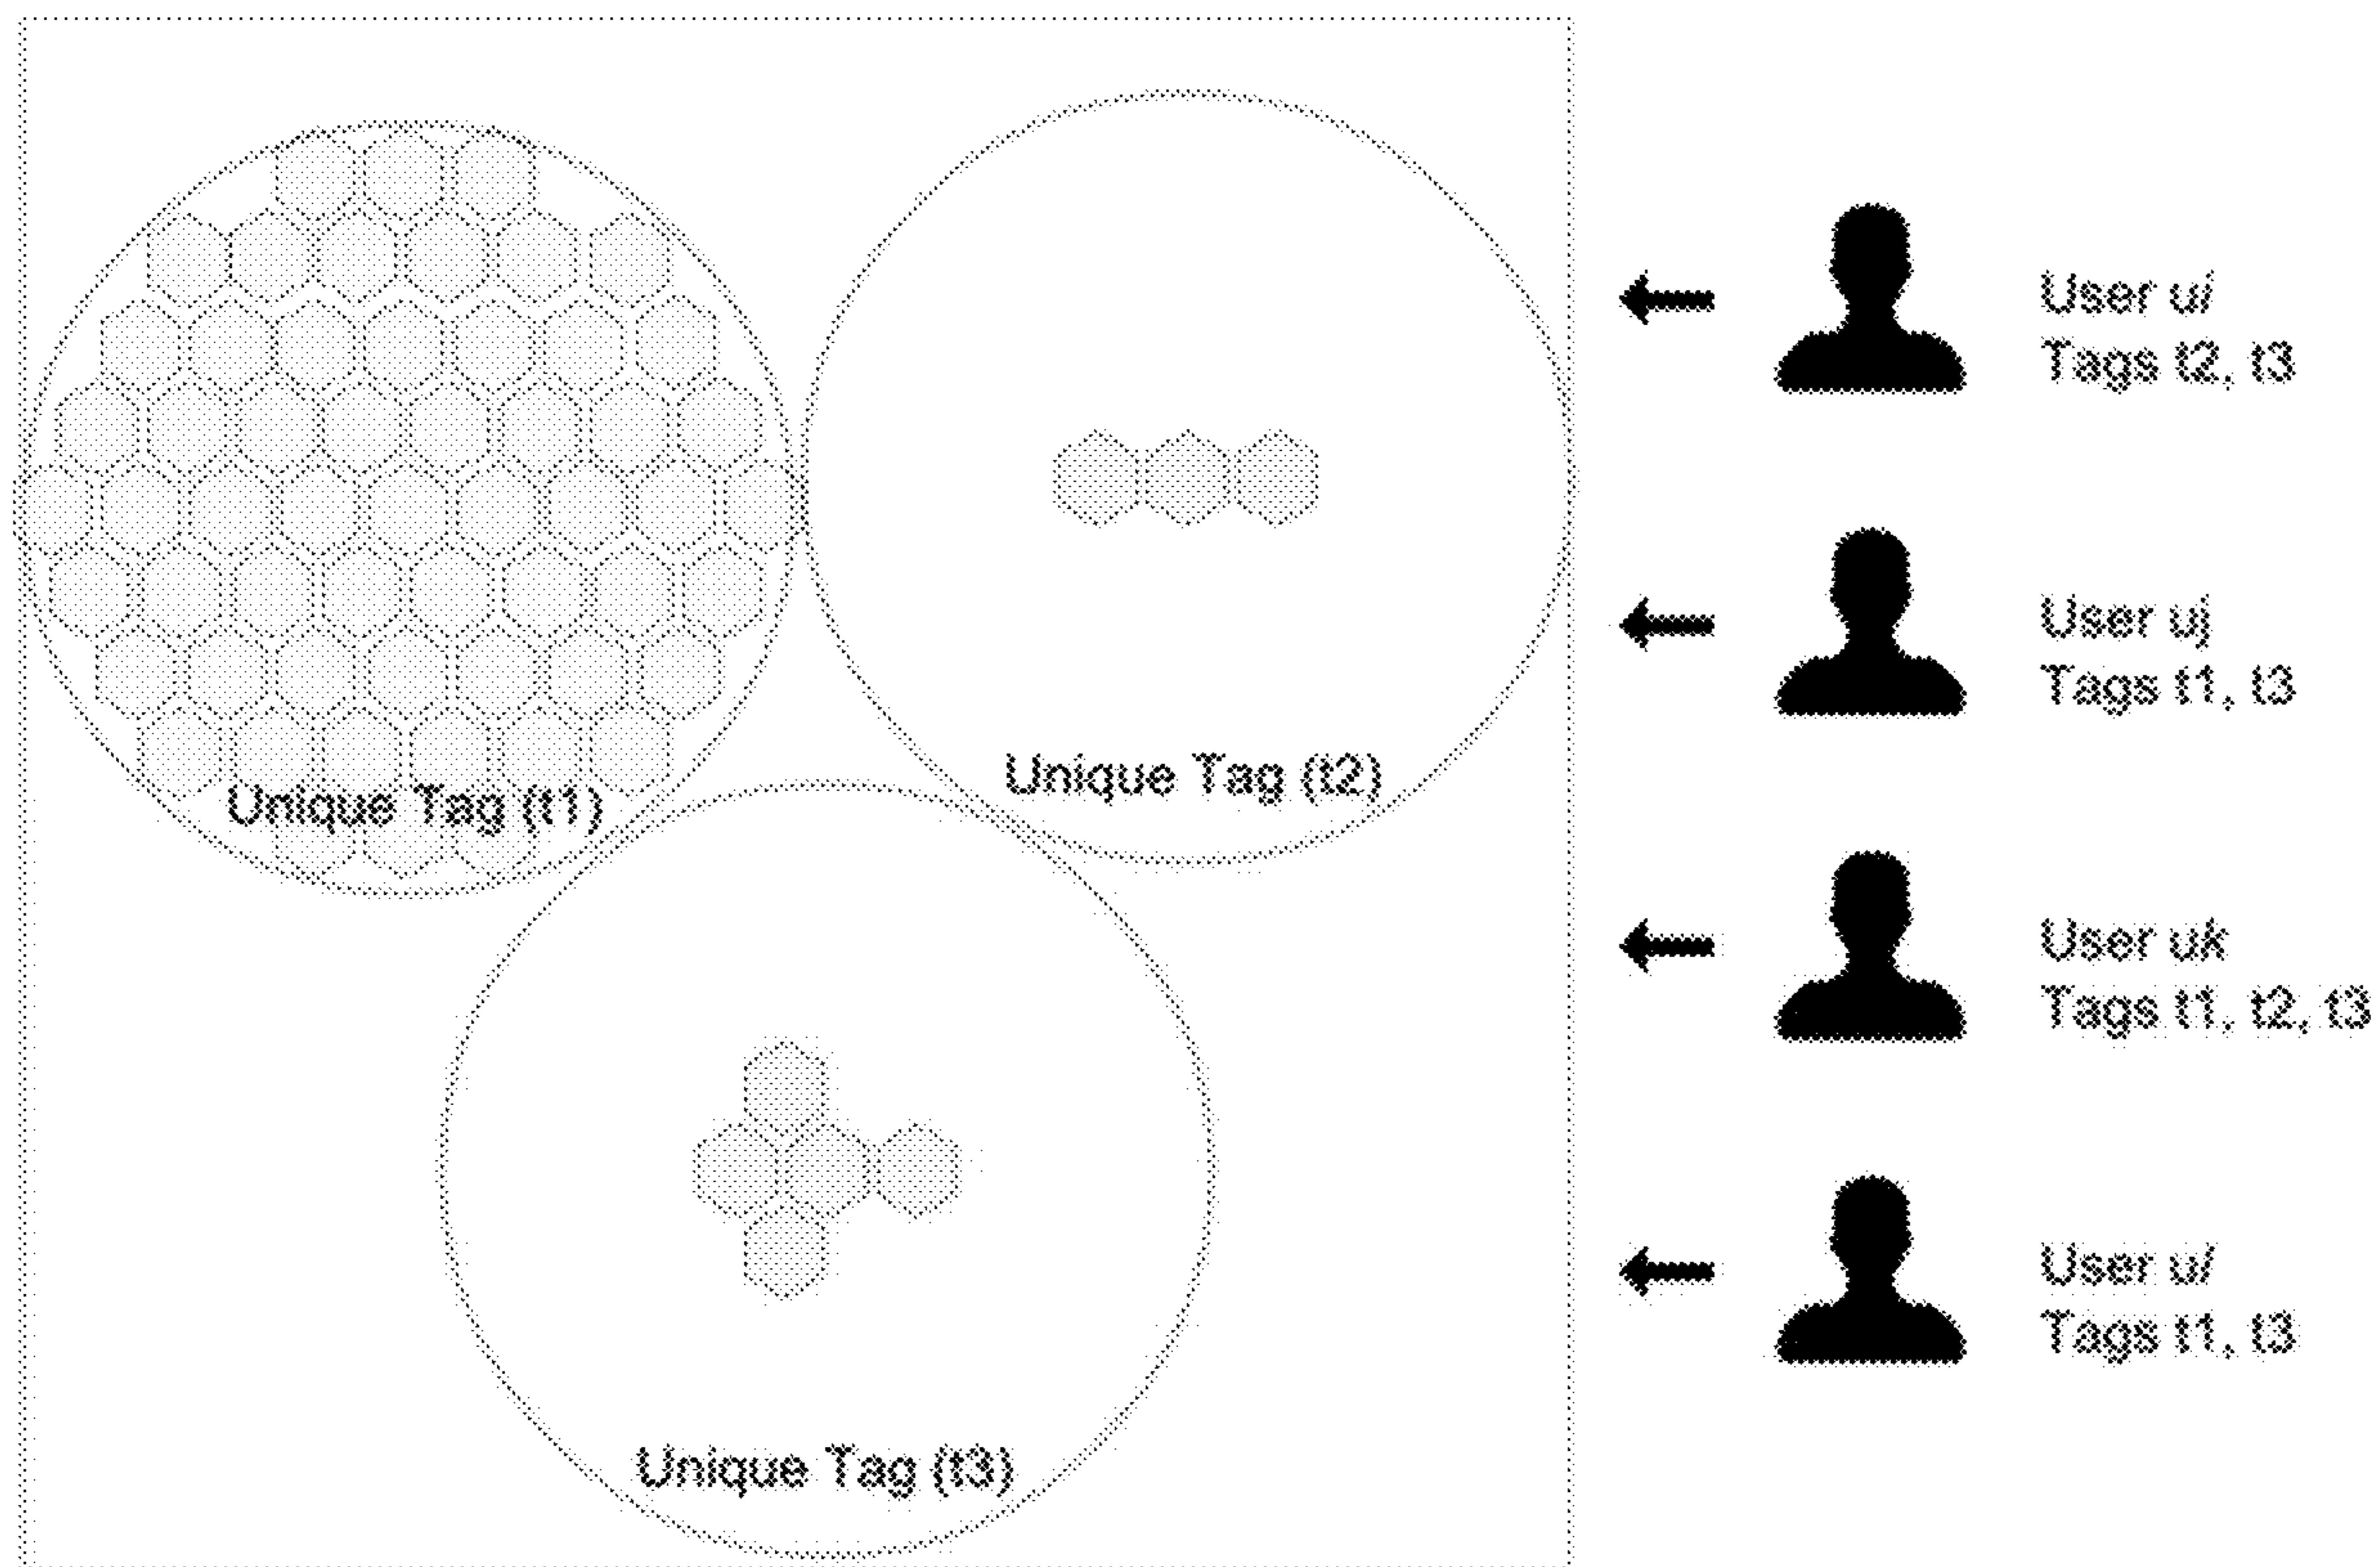 Unique Tag (t1)
Unique Tag (t2)
Unique Tag (t3)
User ui
Tags t2, t3
User uj
Tags t1, t3
User uk
Tags t1, t2, t3
User ul
Tags t1, t3